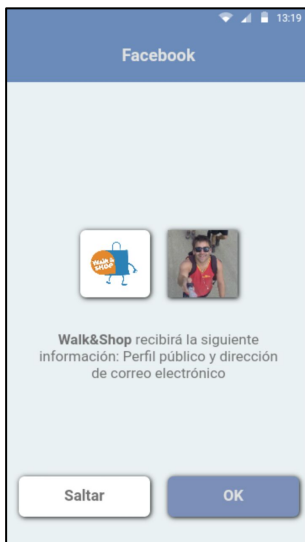 13:19
Facebook
Walk &
SHOP
Walk&Shop recibirá la siguiente
información: Perfil público y dirección
de correo electrónico
Saltar
OK